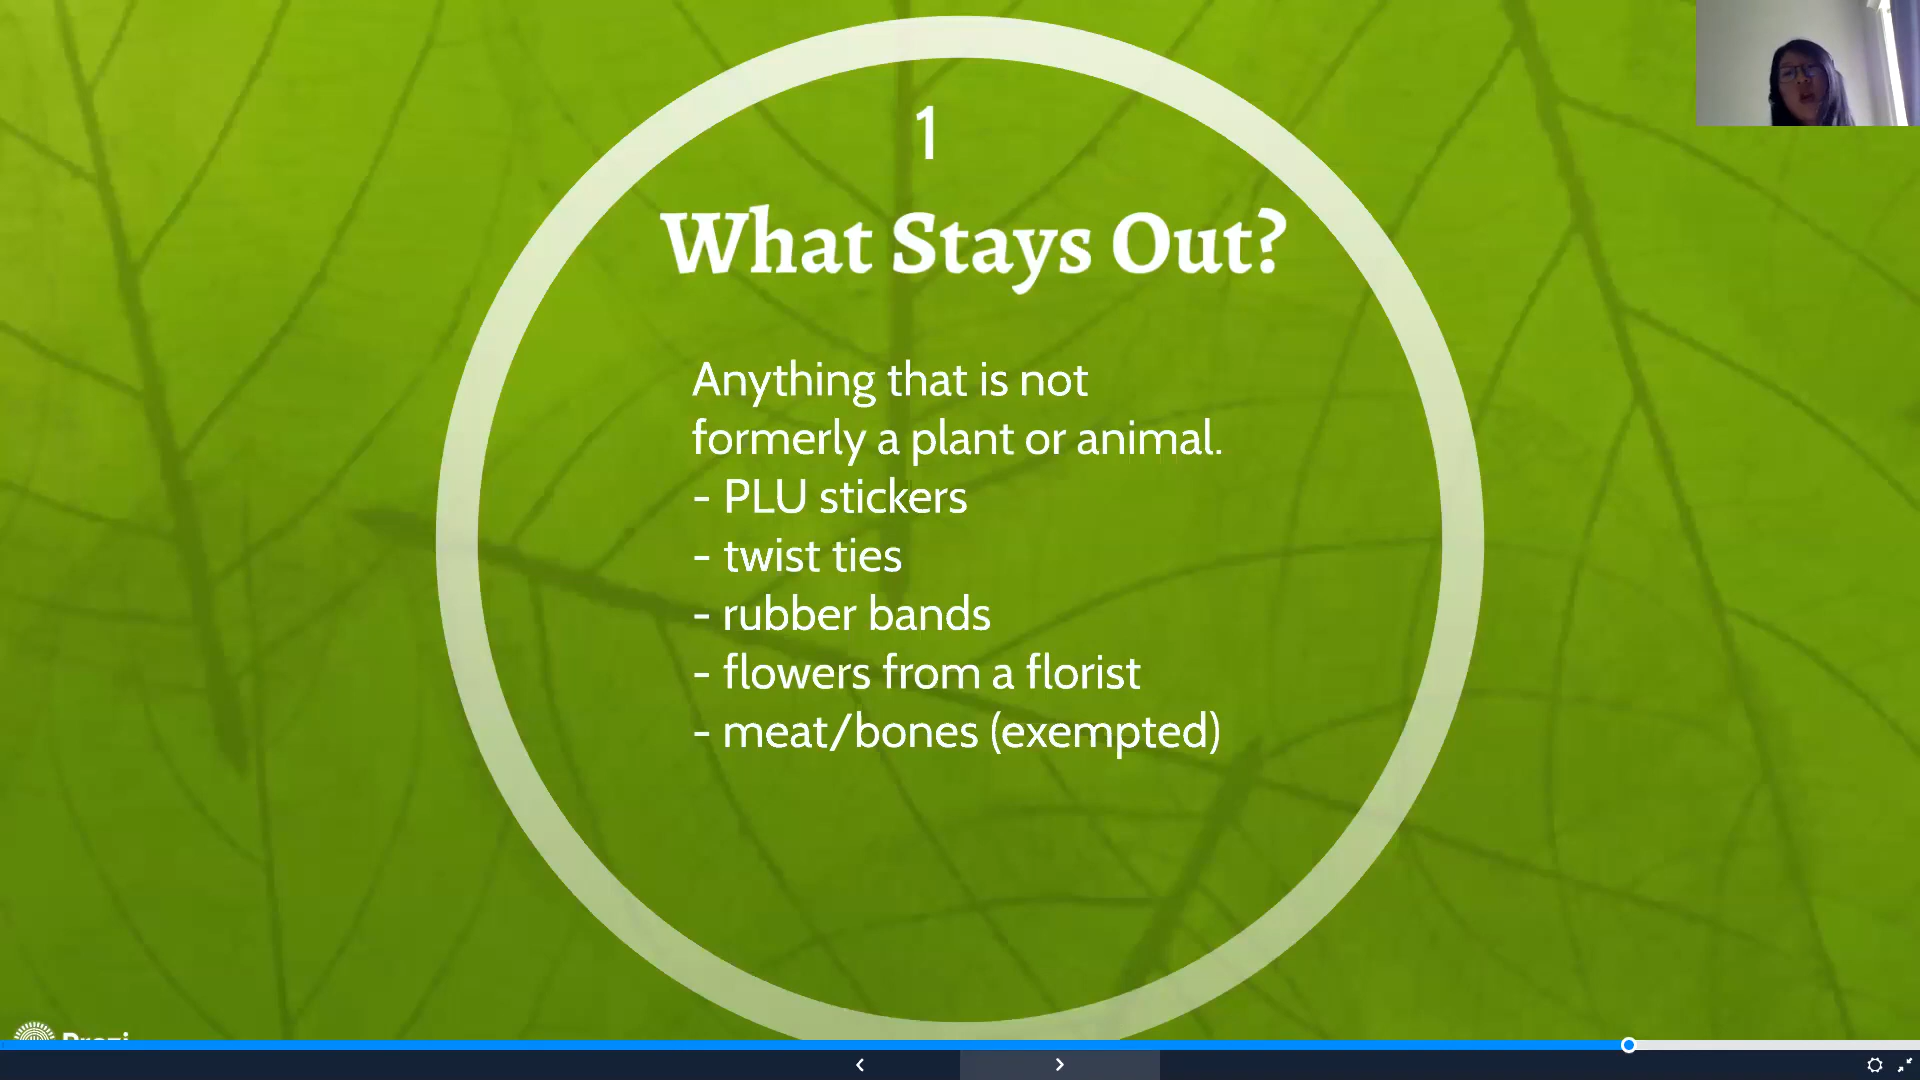 1
What Stays Out?
Anything that is not
formerly a plant or animal.
- PLU stickers
- twist ties
- rubber bands
- flowers from a florist
- meat/bones (exempted)
Prezi